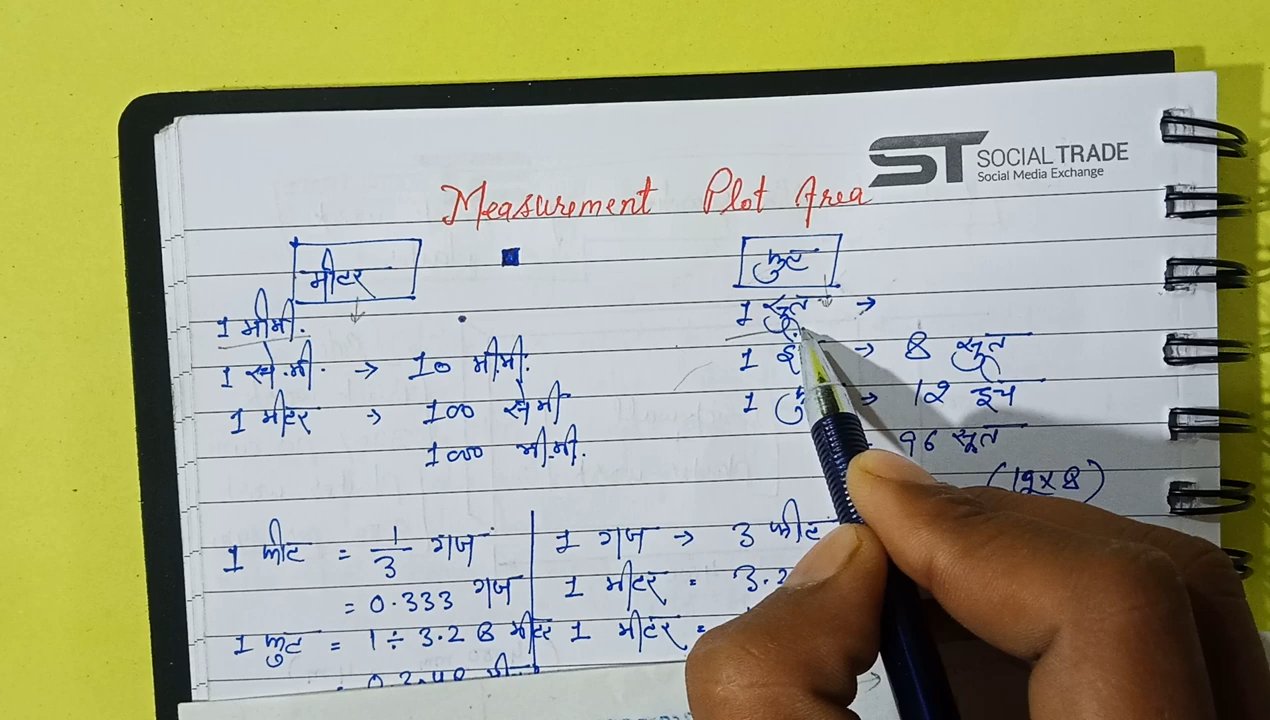 ST SOCIAL TRADE
Social Media Exchange
Measurement Plot Area
मीटर
फुट
1 मीमी.
1 सूत →
1 से.मी. → 10 मी.मी.
1 → 8 सूत
1 मीटर → 100 सेमी
1 → 12 इंच
1000 मी.मी.
96 सूत
(12×8)
1 फीट = 1/3 गज
1 गज → 3 फीट
= 0.333 गज
1 मीटर = 3.2
1 फुट = 1 ÷ 3.28 मीटर
1 मीटर =